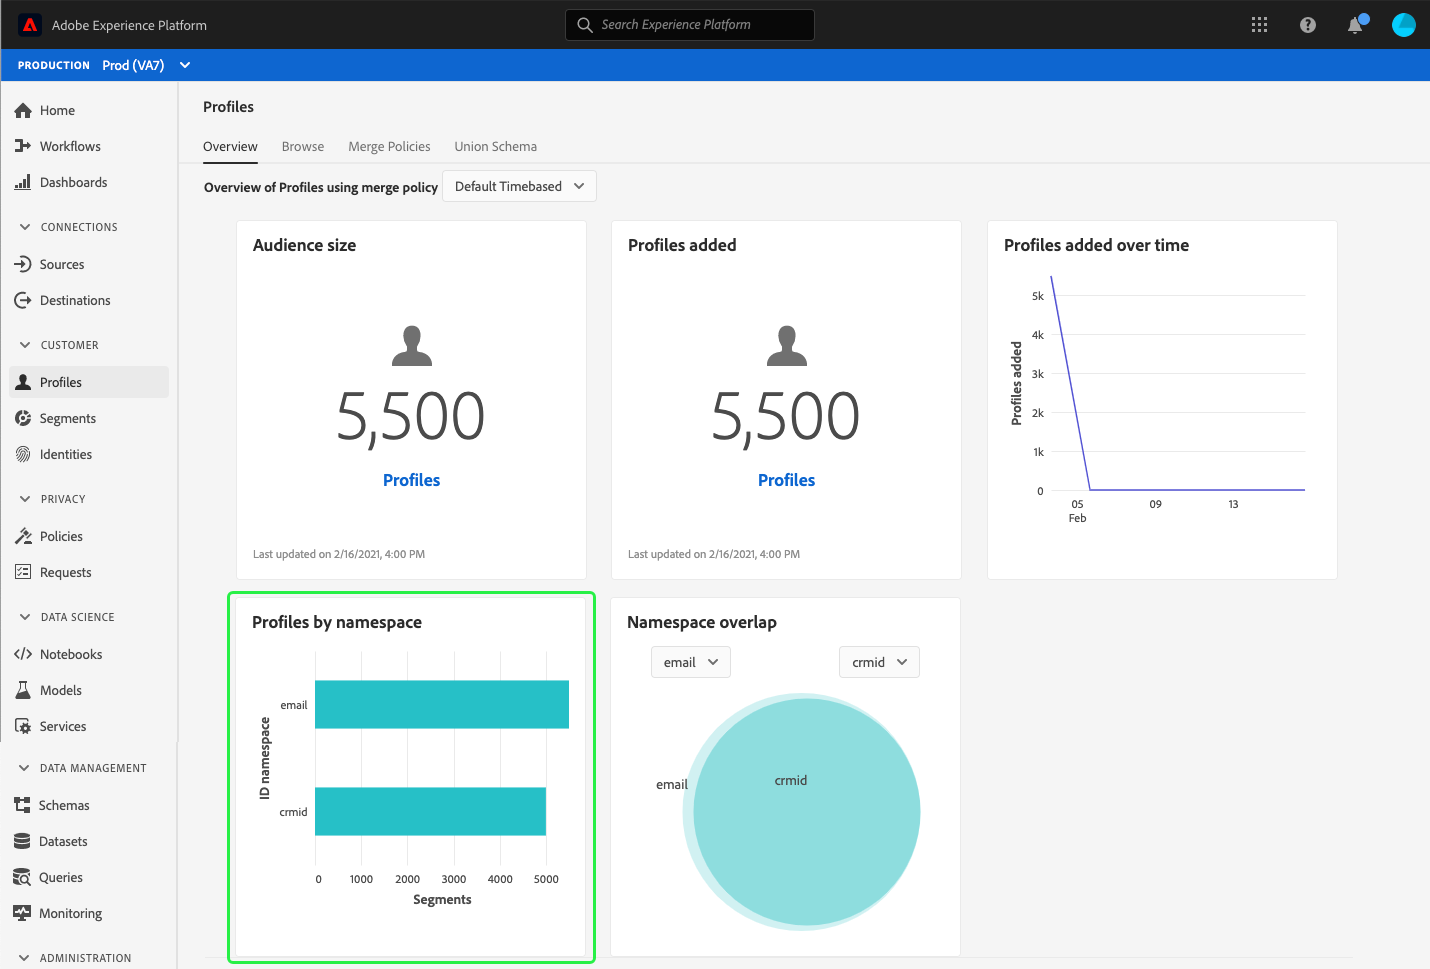 Adobe Experience Platform
Search Experience Platform
PRODUCTION Prod (VA7)
Home
Workflows
Dashboards
CONNECTIONS
Sources
Destinations
CUSTOMER
Profiles
Segments
Identities
PRIVACY
Policies
Requests
DATA SCIENCE
Notebooks
Models
Services
DATA MANAGEMENT
Schemas
Datasets
Queries
Monitoring
ADMINISTRATION
Profiles
Overview Browse Merge Policies Union Schema
Overview of Profiles using merge policy Default Timebased
Audience size
5,500
Profiles
Last updated on 2/16/2021, 4:00 PM
Profiles added
5,500
Profiles
Last updated on 2/16/2021, 4:00 PM
Profiles added over time
Profiles added
5k
4k
3k
2k
1k
0
05 09 13
Feb
Profiles by namespace
ID namespace
email
crmid
0 1000 2000 3000 4000 5000
Segments
Namespace overlap
email crmid
crmid
email